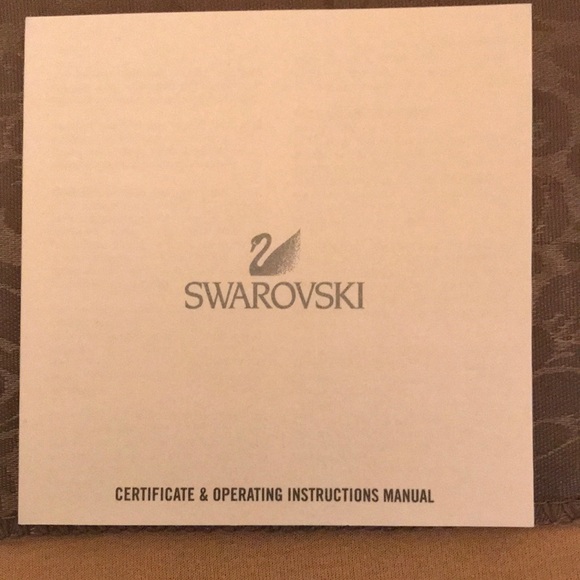 SWAROVSKI
CERTIFICATE & OPERATING INSTRUCTIONS MANUAL